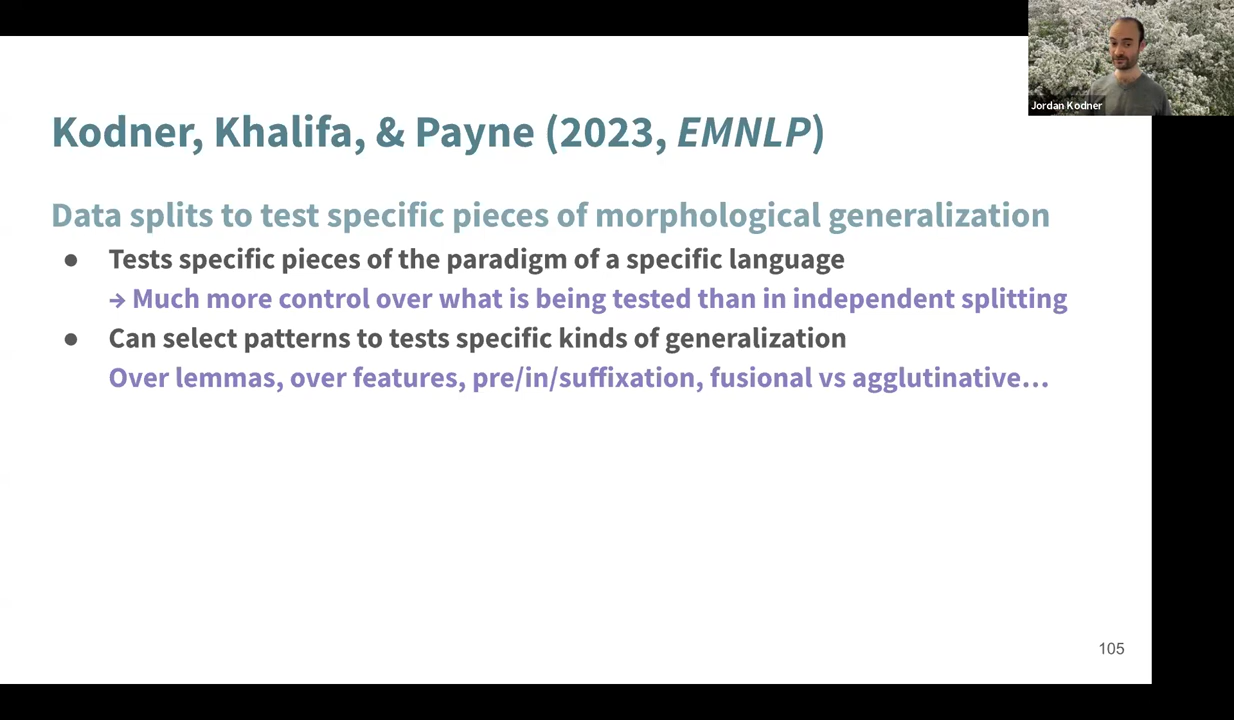 Jordan Kodner
Kodner, Khalifa, & Payne (2023, EMNLP)
Data splits to test specific pieces of morphological generalization
● Tests specific pieces of the paradigm of a specific language
→ Much more control over what is being tested than in independent splitting
● Can select patterns to tests specific kinds of generalization
Over lemmas, over features, pre/in/suffixation, fusional vs agglutinative…
105